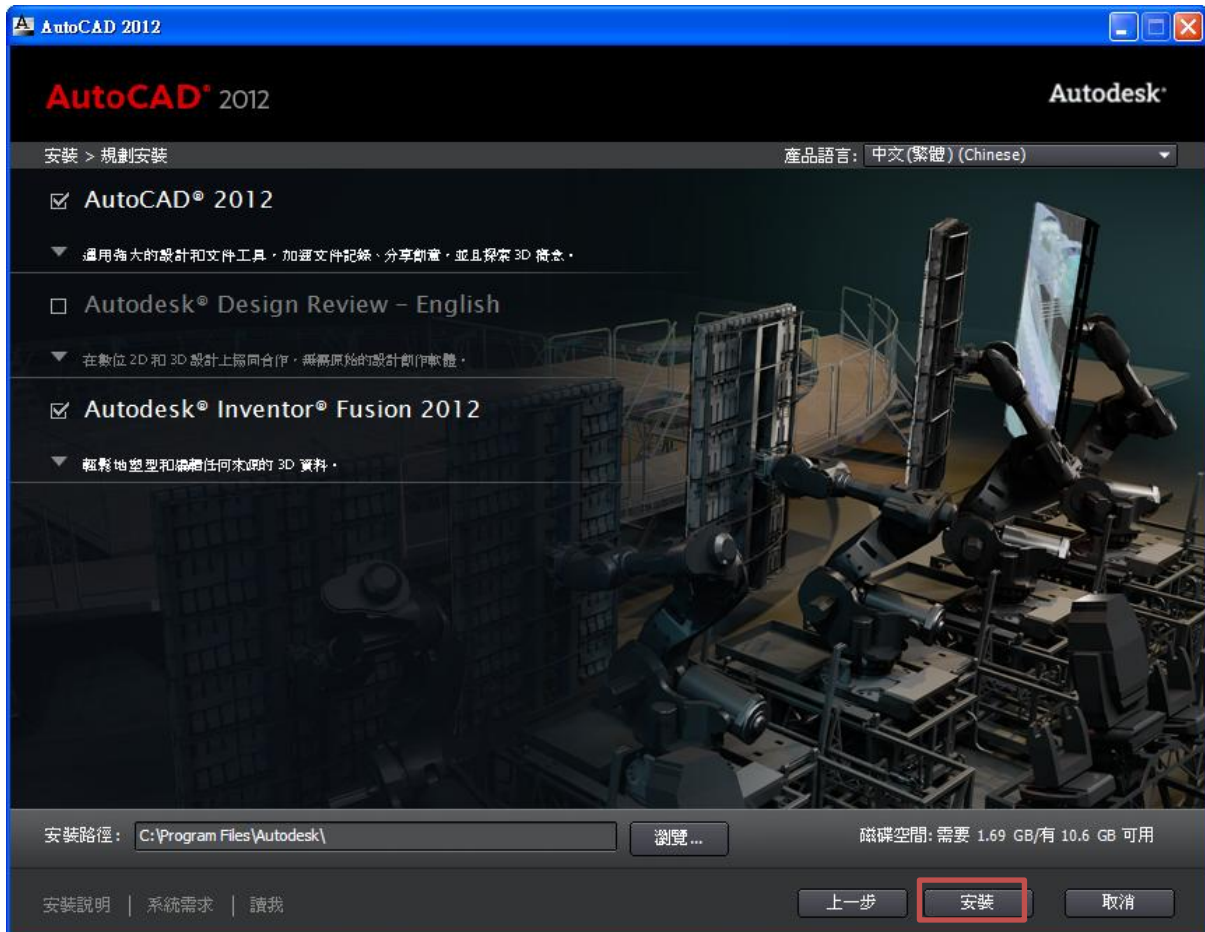 AutoCAD 2012
AutoCAD® 2012
Autodesk®
安裝 > 規劃安裝
產品語言: 中文(繁體) (Chinese)
AutoCAD® 2012
運用強大的設計和文件工具，加速文件記錄、分享創意，並且探索 3D 概念。
Autodesk® Design Review – English
在數位 2D 和 3D 設計上協同合作，無需原始的設計創作軟體。
Autodesk® Inventor® Fusion 2012
輕鬆地塑型和編輯任何來源的 3D 資料。
安裝路徑: C:\Program Files\Autodesk\ 瀏覽... 磁碟空間: 需要 1.69 GB/有 10.6 GB 可用
安裝說明 | 系統需求 | 讀我 上一步 安裝 取消